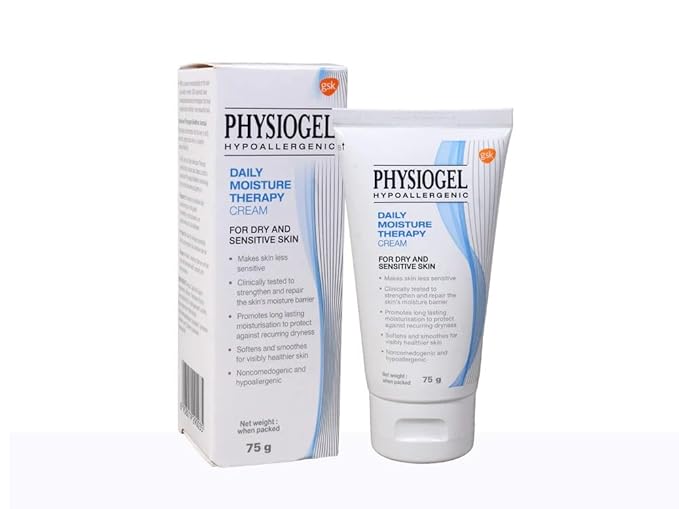 gsk
PHYSIOGEL
HYPOALLERGENIC
DAILY
MOISTURE
THERAPY
CREAM
FOR DRY AND
SENSITIVE SKIN
• Makes skin less
sensitive
• Clinically tested to
strengthen and repair
the skin's moisture barrier
• Promotes long lasting
moisturisation to protect
against recurring dryness
• Softens and smoothes
for visibly healthier skin
• Noncomedogenic and
hypoallergenic
Net weight :
when packed
75 g
gsk
PHYSIOGEL
HYPOALLERGENIC
DAILY
MOISTURE
THERAPY
CREAM
FOR DRY AND
SENSITIVE SKIN
• Makes skin less sensitive
• Clinically tested to
strengthen and repair the
skin's moisture barrier
• Promotes long lasting
moisturisation to protect
against recurring dryness
• Softens and smoothes for
visibly healthier skin
• Noncomedogenic and
hypoallergenic
Net weight :
when packed
75 g